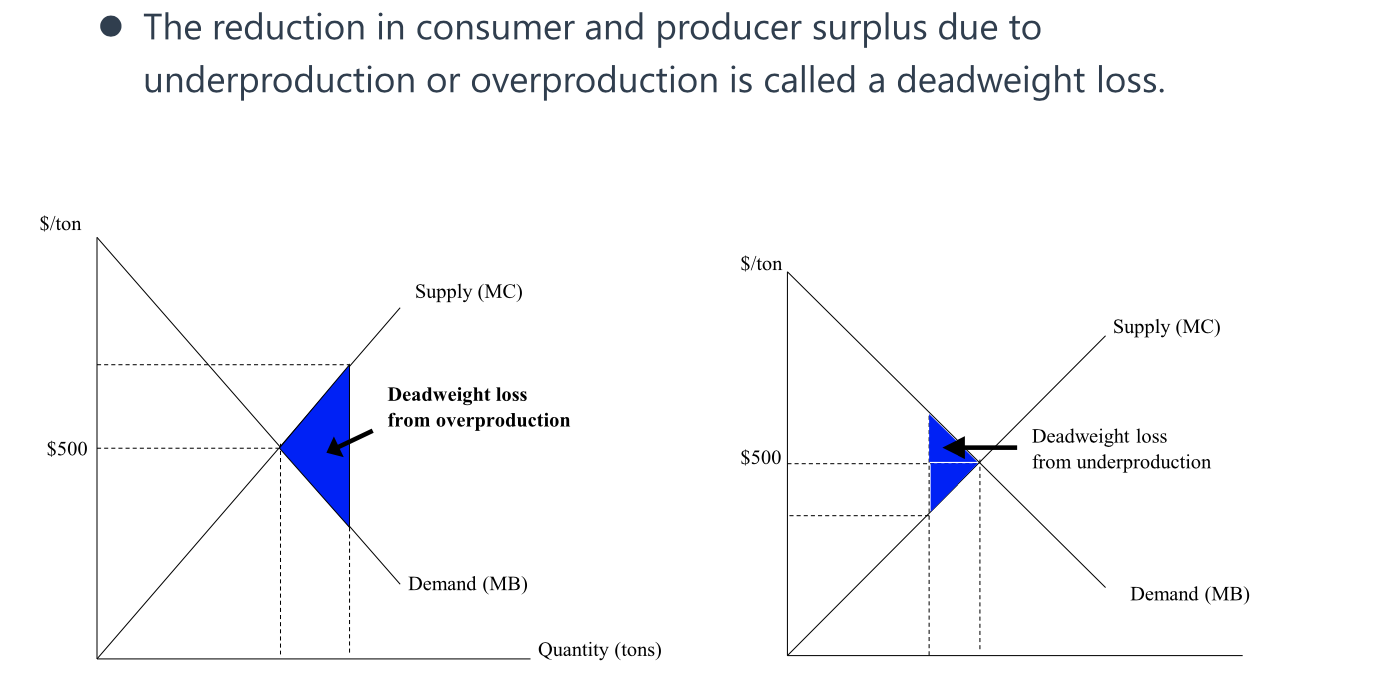 The reduction in consumer and producer surplus due to
underproduction or overproduction is called a deadweight loss.
$/ton
Supply (MC)
Deadweight loss
from overproduction
$500
Demand (MB)
Quantity (tons)
$/ton
Supply (MC)
Deadweight loss
from underproduction
$500
Demand (MB)